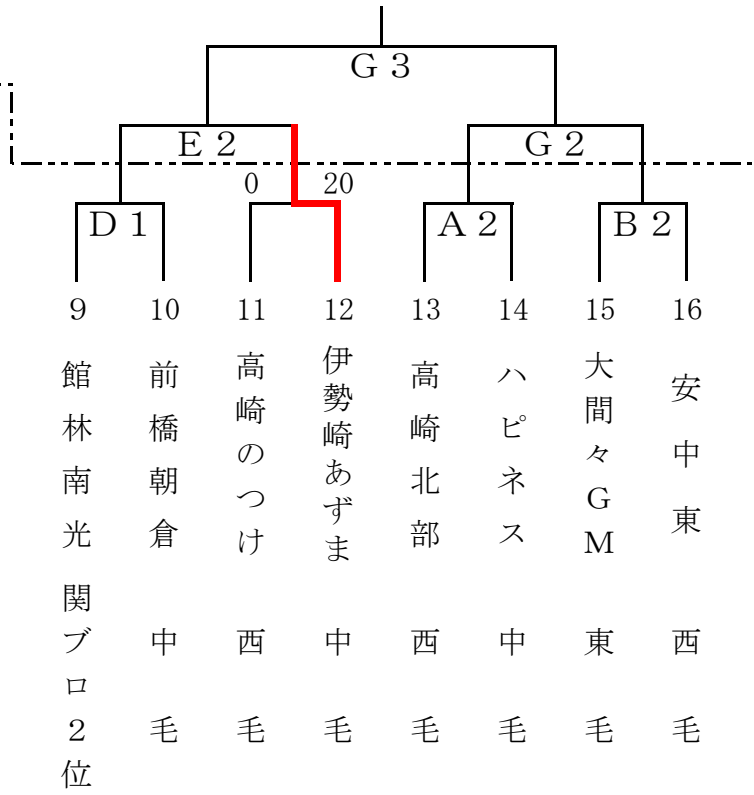 G3
E2 G2
0 20
D1 A2 B2
9 10 11 12 13 14 15 16
館林南光 関ブロ2位
前橋朝倉 中毛
高崎のつけ 西毛
伊勢崎あずま 中毛
高崎北部 西毛
ハピネス 中毛
大間々GM 東毛
安中東 西毛